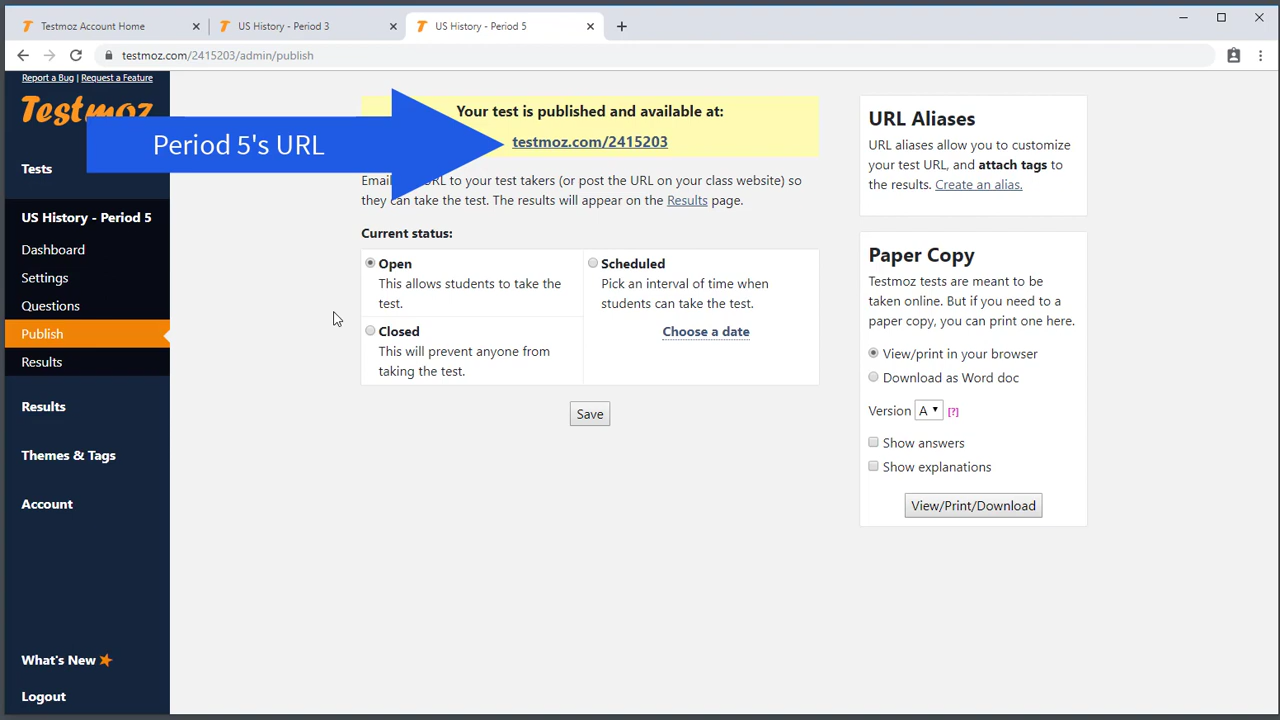 Testmoz Account Home
US History - Period 3
US History - Period 5
testmoz.com/2415203/admin/publish
Report a Bug | Request a Feature
Testmoz
Tests
US History - Period 5
Dashboard
Settings
Questions
Publish
Results
Results
Themes & Tags
Account
What's New
Logout
Period 5's URL
Your test is published and available at:
testmoz.com/2415203
URL to your test takers (or post the URL on your class website) so
they can take the test. The results will appear on the Results page.
Current status:
Open
This allows students to take the
test.
Closed
This will prevent anyone from
taking the test.
Scheduled
Pick an interval of time when
students can take the test.
Choose a date
Save
URL Aliases
URL aliases allow you to customize
your test URL, and attach tags to
the results. Create an alias.
Paper Copy
Testmoz tests are meant to be
taken online. But if you need to a
paper copy, you can print one here.
View/print in your browser
Download as Word doc
Version A [?]
Show answers
Show explanations
View/Print/Download